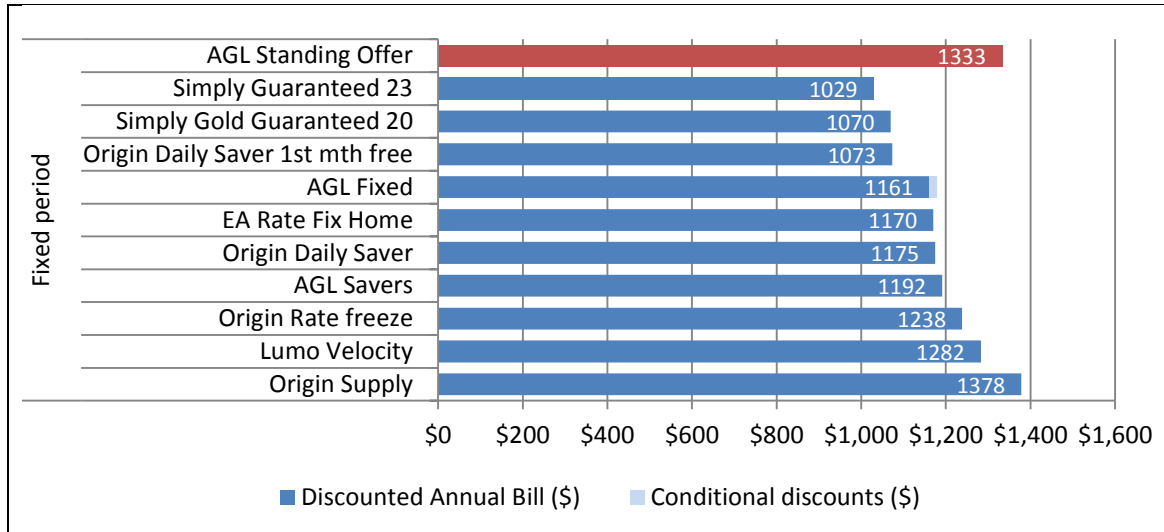 Fixed period
AGL Standing Offer 1333
Simply Guaranteed 23 1029
Simply Gold Guaranteed 20 1070
Origin Daily Saver 1st mth free 1073
AGL Fixed 1161
EA Rate Fix Home 1170
Origin Daily Saver 1175
AGL Savers 1192
Origin Rate freeze 1238
Lumo Velocity 1282
Origin Supply 1378
$0 $200 $400 $600 $800 $1,000 $1,200 $1,400 $1,600
Discounted Annual Bill ($) Conditional discounts ($)